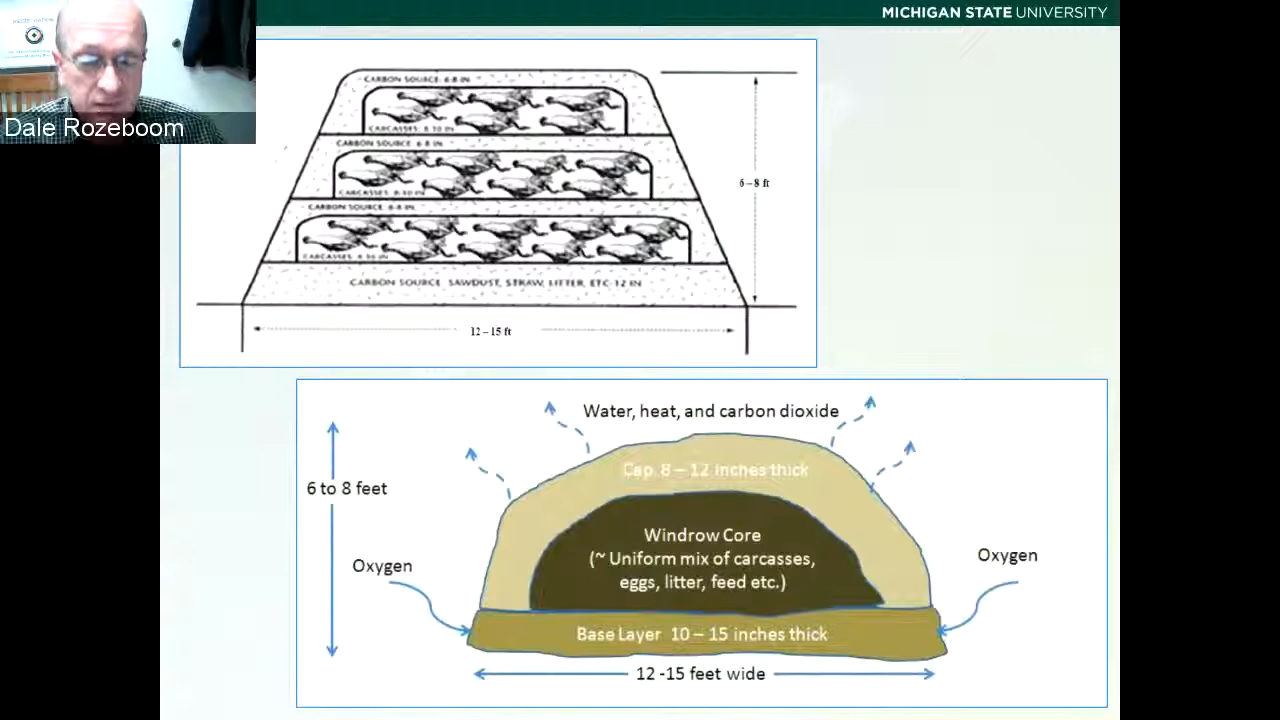 MICHIGAN STATE UNIVERSITY
Dale Rozeboom
CARBON SOURCE: 6-8 IN
CARCASSES: 8-10 IN
CARBON SOURCE 6-8 IN.
CARCASSES: 8-10 IN
CARBON SOURCE 6-8 IN.
CARCASSES: 8-10 IN
CARBON SOURCE SAWDUST, STRAW, LITTER, ETC 12 IN
6–8 ft
12–15 ft
Water, heat, and carbon dioxide
Cap. 8 – 12 inches thick
6 to 8 feet
Windrow Core
(~ Uniform mix of carcasses,
eggs, litter, feed etc.)
Oxygen
Oxygen
Base Layer 10 – 15 inches thick
12 -15 feet wide